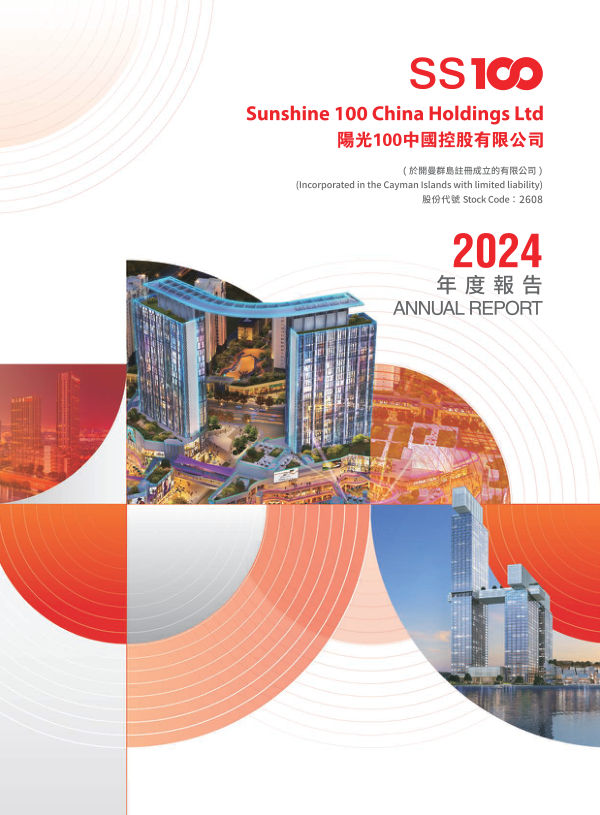 SS100
Sunshine 100 China Holdings Ltd
陽光100中國控股有限公司
(於開曼群島註冊成立的有限公司)
(Incorporated in the Cayman Islands with limited liability)
股份代號 Stock Code：2608
2024
年度報告
ANNUAL REPORT